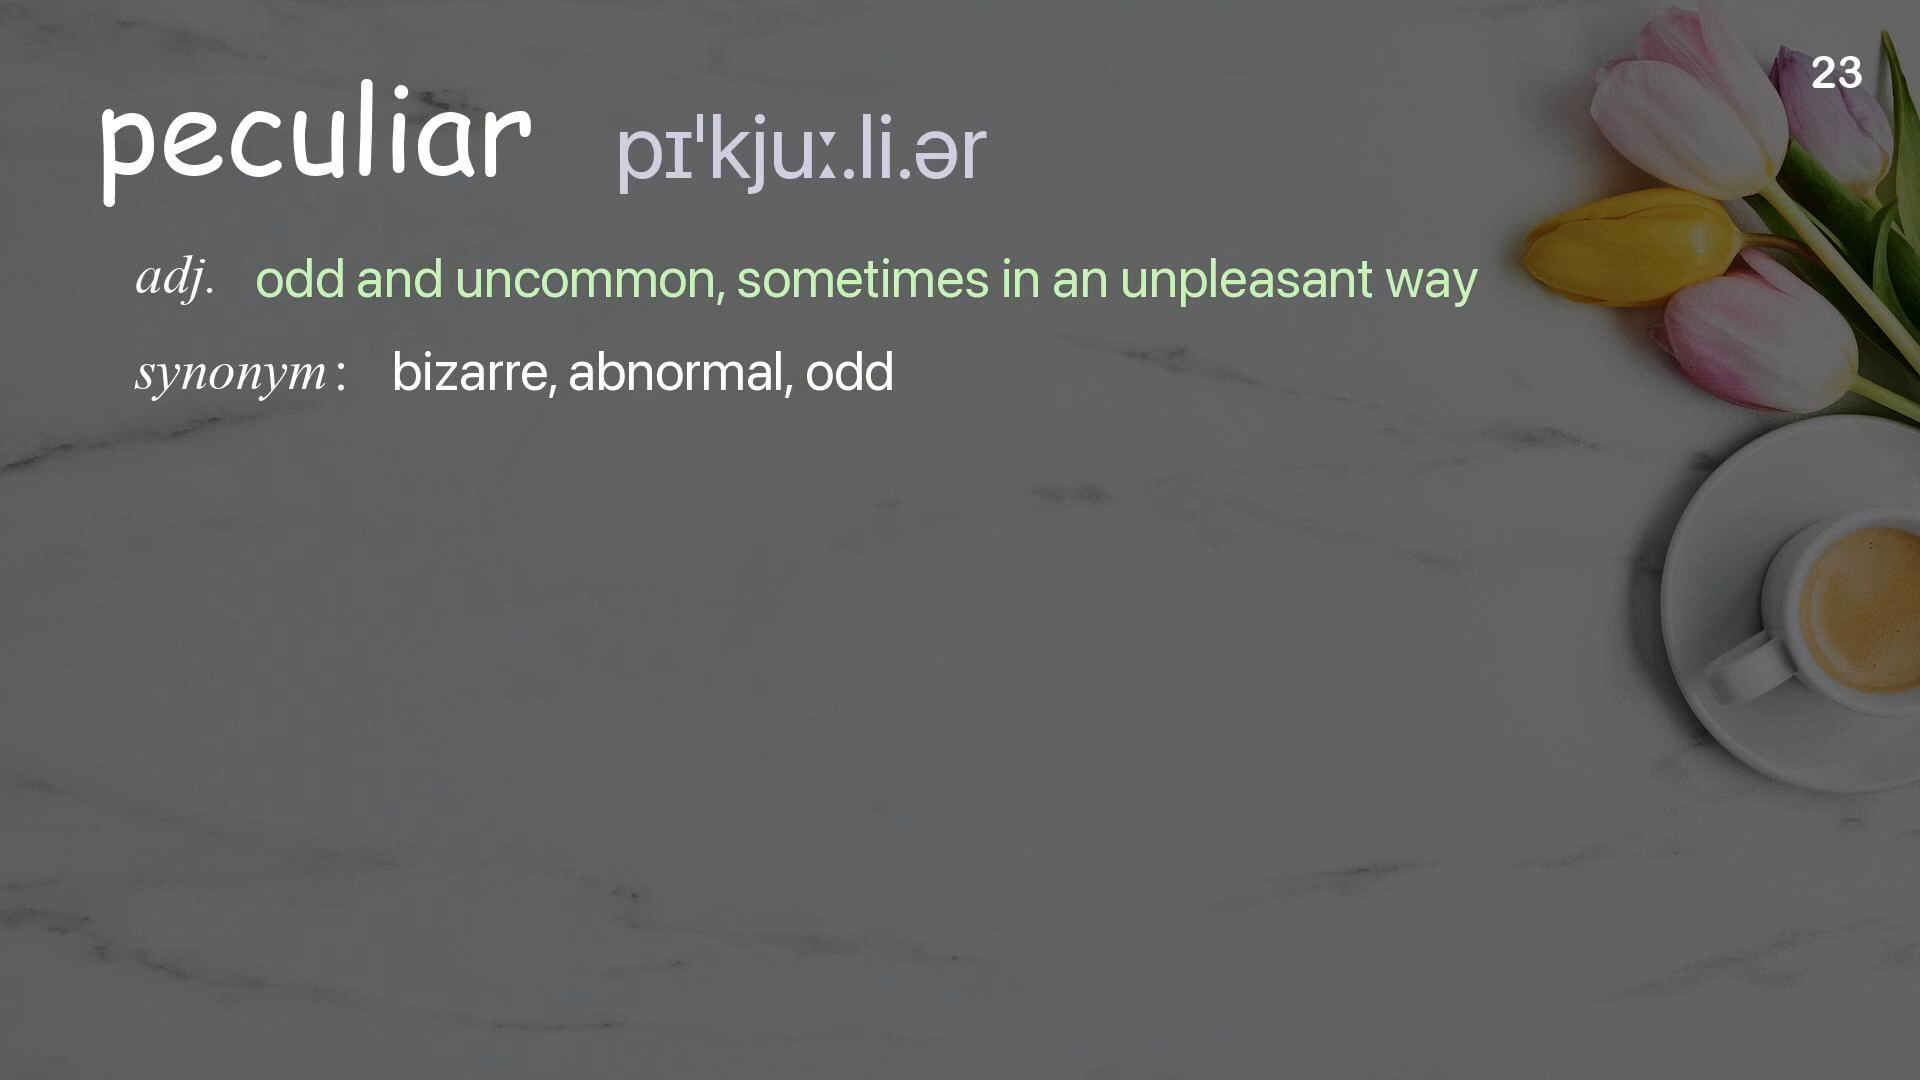 23
peculiar pɪˈkjuː.li.ər
adj. odd and uncommon, sometimes in an unpleasant way
synonym: bizarre, abnormal, odd